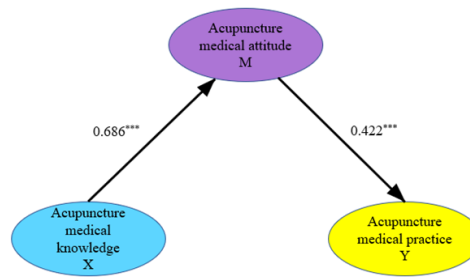 Acupuncture
medical attitude
M
0.686***
0.422***
Acupuncture
medical
knowledge
X
Acupuncture
medical practice
Y